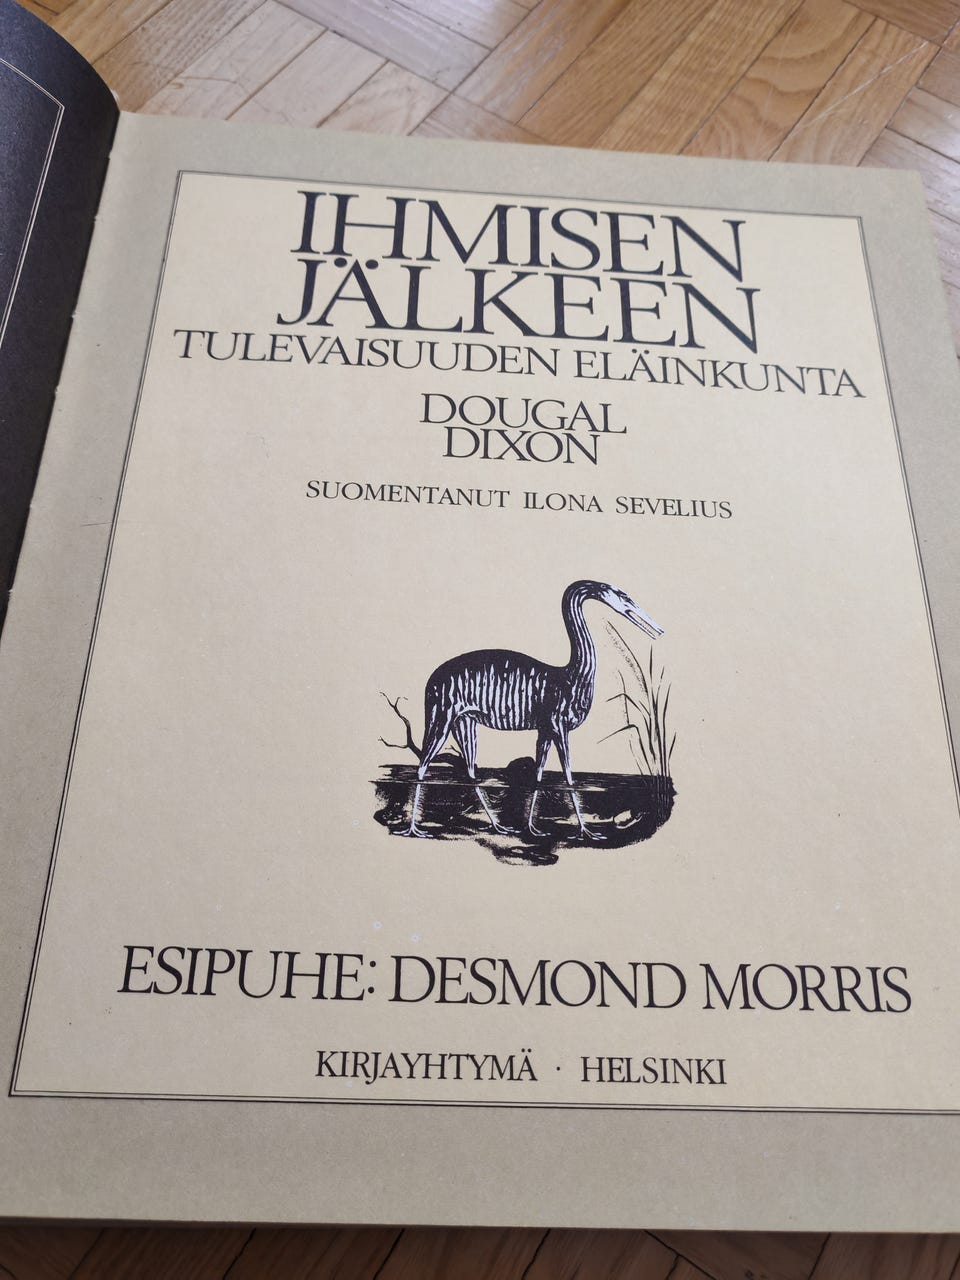 IHMISEN
JÄLKEEN
TULEVAISUUDEN ELÄINKUNTA
DOUGAL
DIXON
SUOMENTANUT ILONA SEVELIUS
ESIPUHE: DESMOND MORRIS
KIRJAYHTYMÄ · HELSINKI